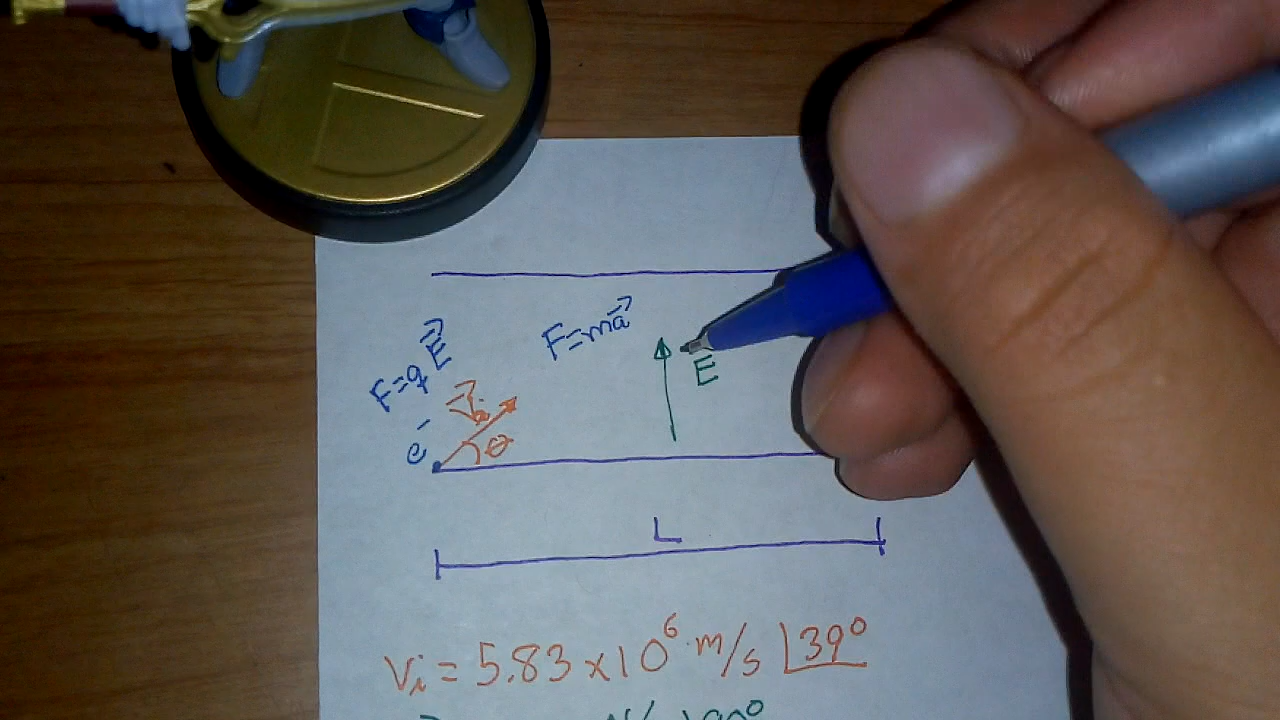 F=qE⃗
F=ma⃗
E
e⁻
θ
L
vᵢ = 5.83 ×10⁶ m/s ∠39°